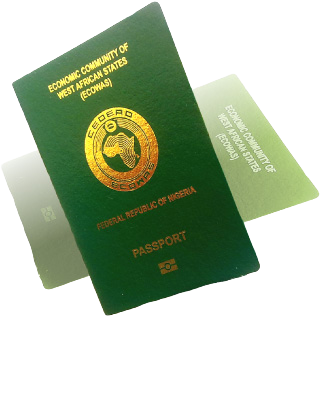 ECONOMIC COMMUNITY OF
WEST AFRICAN STATES
(ECOWAS)
CEDEAO
ECOWAS
FEDERAL REPUBLIC OF NIGERIA
PASSPORT
ECONOMIC COMMUNITY OF
WEST AFRICAN STATES
(ECOWAS)